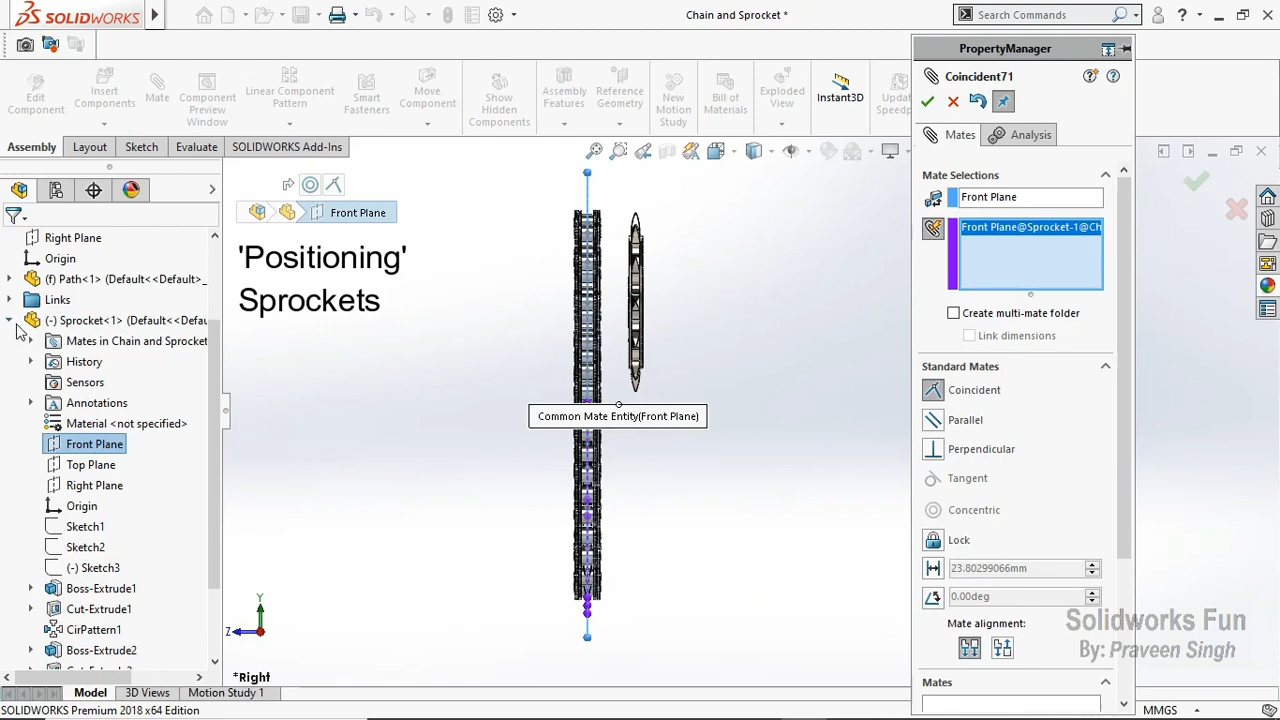 SOLIDWORKS
Chain and Sprocket *
Search Commands
Edit Component
Insert Components
Mate
Component Preview Window
Linear Component Pattern
Smart Fasteners
Move Component
Show Hidden Components
Assembly Features
Reference Geometry
New Motion Study
Bill of Materials
Exploded View
Instant3D
Update Speed
Assembly
Layout
Sketch
Evaluate
SOLIDWORKS Add-Ins
Right Plane
Origin
(f) Path<1> (Default<<Default>_
Links
(-) Sprocket<1> (Default<<Defau
Mates in Chain and Sprocket
History
Sensors
Annotations
Material <not specified>
Front Plane
Top Plane
Right Plane
Origin
Sketch1
Sketch2
(-) Sketch3
Boss-Extrude1
Cut-Extrude1
CirPattern1
Boss-Extrude2
Front Plane
'Positioning'
Sprockets
Common Mate Entity(Front Plane)
Y
Z
*Right
PropertyManager
Coincident71
Mates
Analysis
Mate Selections
Front Plane
Front Plane@Sprocket-1@Ch
Create multi-mate folder
Link dimensions
Standard Mates
Coincident
Parallel
Perpendicular
Tangent
Concentric
Lock
23.80299066mm
0.00deg
Mate alignment:
Mates
Solidworks Fun
By: Praveen Singh
Model
3D Views
Motion Study 1
SOLIDWORKS Premium 2018 x64 Edition
MMGS